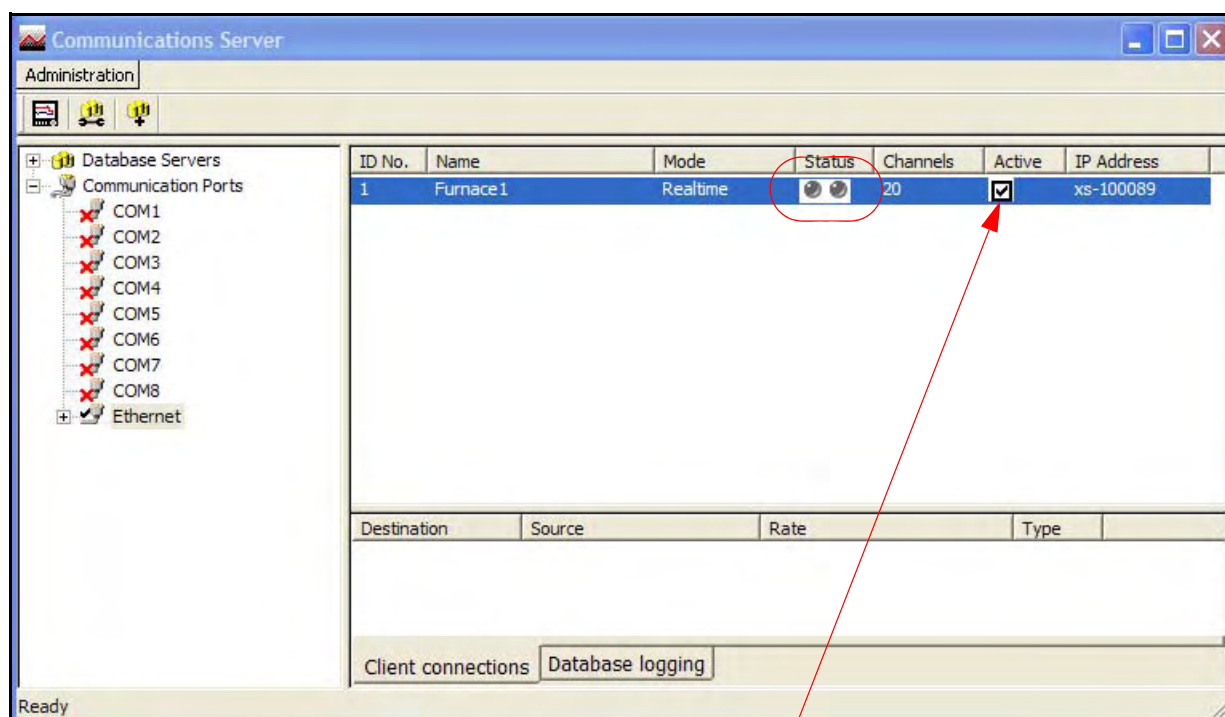 Communications Server
Administration
Database Servers
Communication Ports
COM1
COM2
COM3
COM4
COM5
COM6
COM7
COM8
Ethernet
ID No. Name Mode Status Channels Active IP Address
1 Furnace1 Realtime 20 xs-100089
Destination Source Rate Type
Client connections Database logging
Ready